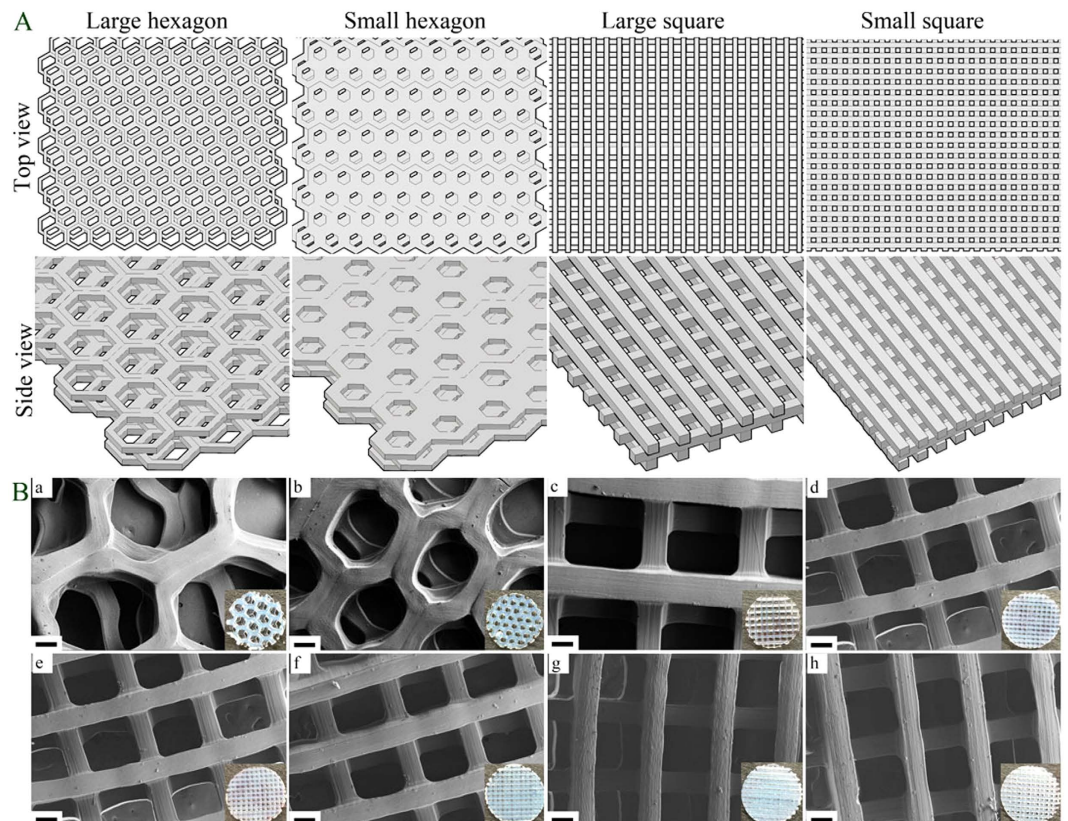 A
Large hexagon
Small hexagon
Large square
Small square
Top view
Side view
B
a
b
c
d
e
f
g
h